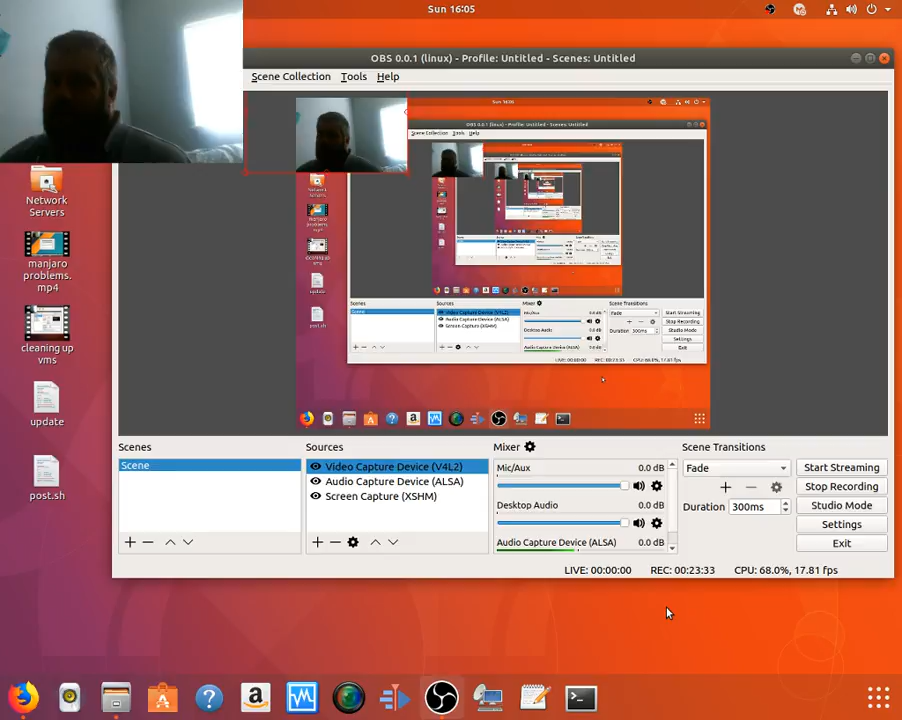 Sun 16:05
OBS 0.0.1 (linux) - Profile: Untitled - Scenes: Untitled
Scene Collection Tools Help
Network
Servers
manjaro
problems.
mp4
cleaning up
vms
update
post.sh
Scenes
Scene
Sources
Video Capture Device (V4L2)
Audio Capture Device (ALSA)
Screen Capture (XSHM)
Mixer
Mic/Aux 0.0 dB
Desktop Audio 0.0 dB
Audio Capture Device (ALSA) 0.0 dB
Scene Transitions
Fade
Duration 300ms
Start Streaming
Stop Recording
Studio Mode
Settings
Exit
LIVE: 00:00:00 REC: 00:23:33 CPU: 68.0%, 17.81 fps